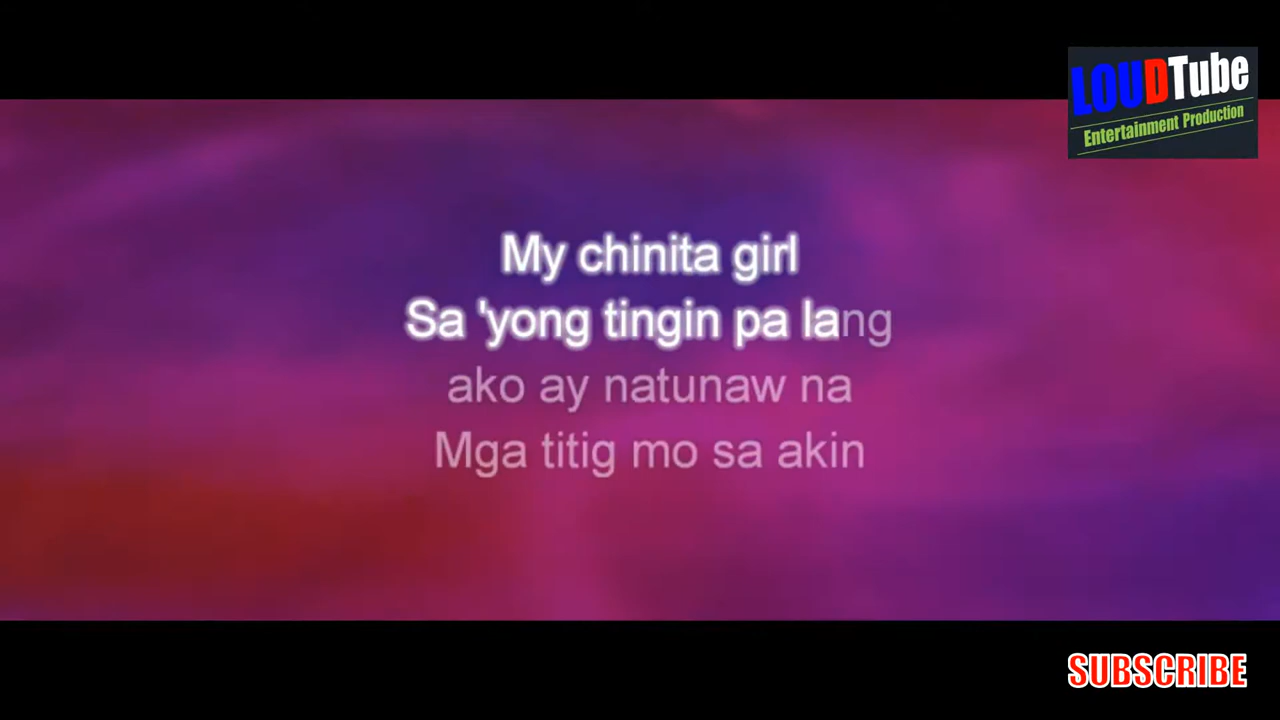 LOUDTube
Entertainment Production
My chinita girl
Sa 'yong tingin pa lang
ako ay natunaw na
Mga titig mo sa akin
SUBSCRIBE